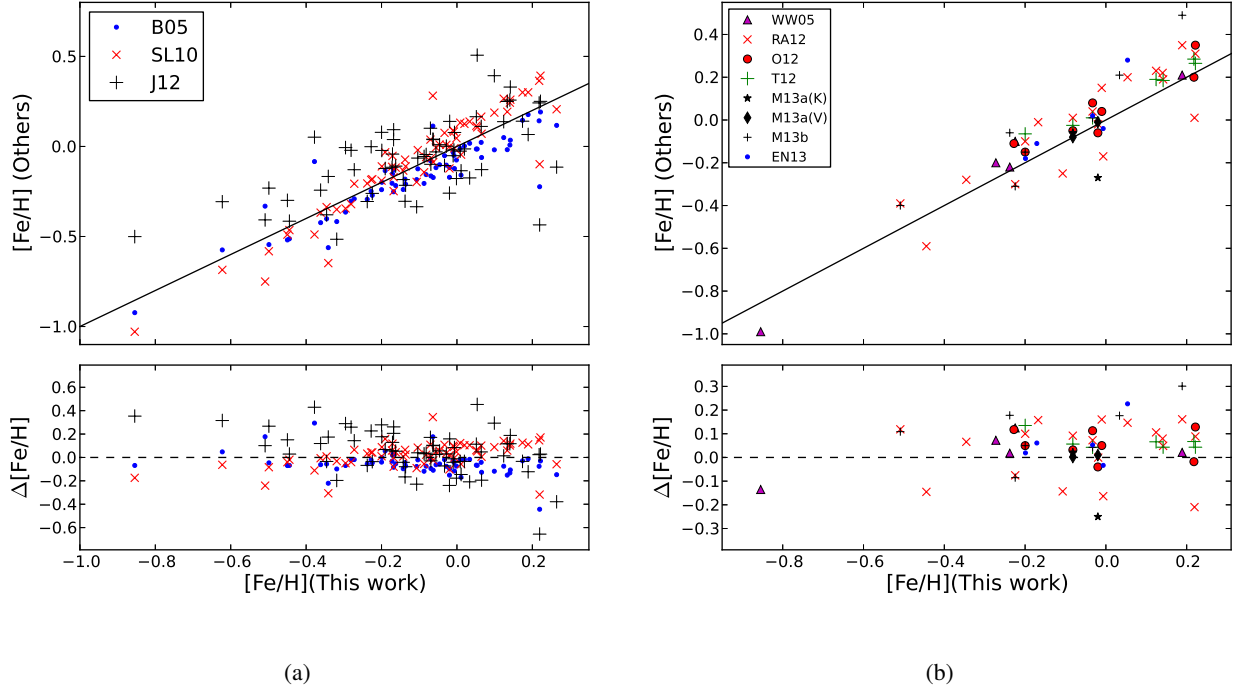 B05
SL10
J12
0.5
0.0
−0.5
−1.0
[Fe/H] (Others)
0.6
0.4
0.2
0.0
−0.2
−0.4
−0.6
Δ[Fe/H]
−1.0 −0.8 −0.6 −0.4 −0.2 0.0 0.2
[Fe/H](This work)
(a)
WW05
RA12
O12
T12
M13a(K)
M13a(V)
M13b
EN13
0.4
0.2
0.0
−0.2
−0.4
−0.6
−0.8
−1.0
[Fe/H] (Others)
0.3
0.2
0.1
0.0
−0.1
−0.2
−0.3
Δ[Fe/H]
−0.8 −0.6 −0.4 −0.2 0.0 0.2
[Fe/H](This work)
(b)